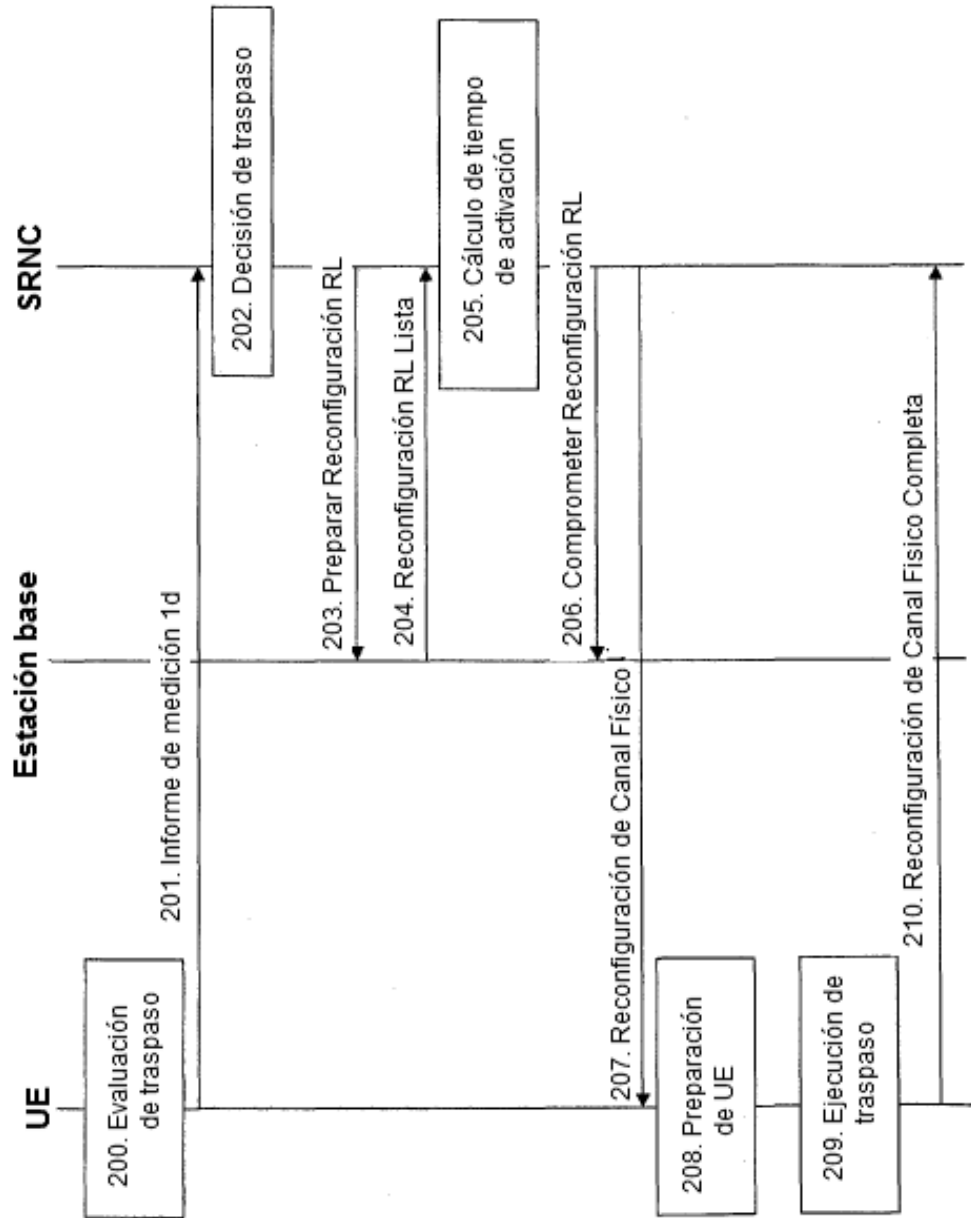 UE
Estación base
SRNC
200. Evaluación
de traspaso
201. Informe de medición 1d
202. Decisión de traspaso
203. Preparar Reconfiguración RL
204. Reconfiguración RL Lista
205. Cálculo de tiempo
de activación
206. Comprometer Reconfiguración RL
207. Reconfiguración de Canal Físico
208. Preparación
de UE
209. Ejecución de
traspaso
210. Reconfiguración de Canal Físico Completa